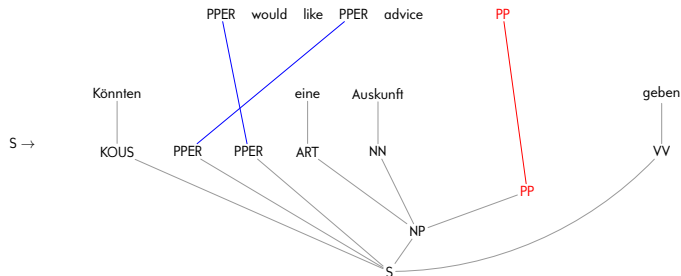 PPER would like PPER advice PP
Könnten eine Auskunft geben
S →
KOUS PPER PPER ART NN VV
PP
NP
S